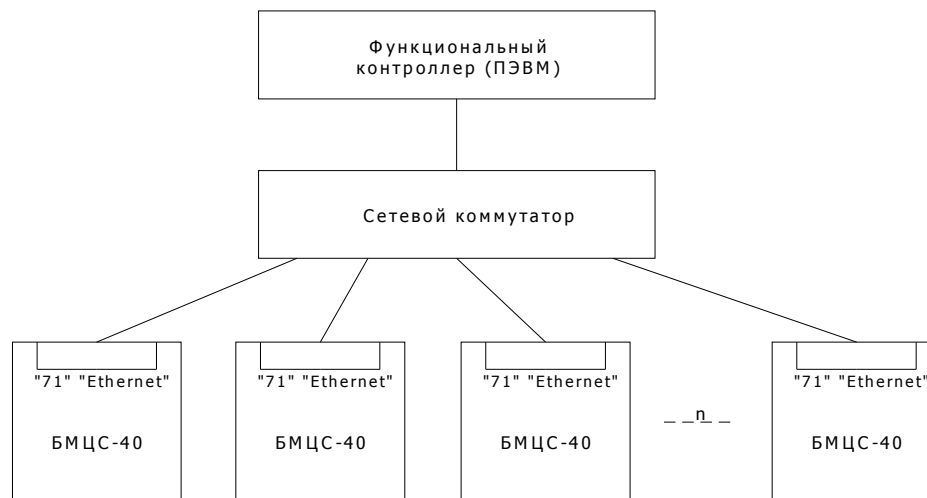 Функциональный
контроллер (ПЭВМ)
Сетевой коммутатор
"71" "Ethernet"
"71" "Ethernet"
"71" "Ethernet"
"71" "Ethernet"
БМЦС-40
БМЦС-40
БМЦС-40
_ _n_ _
БМЦС-40